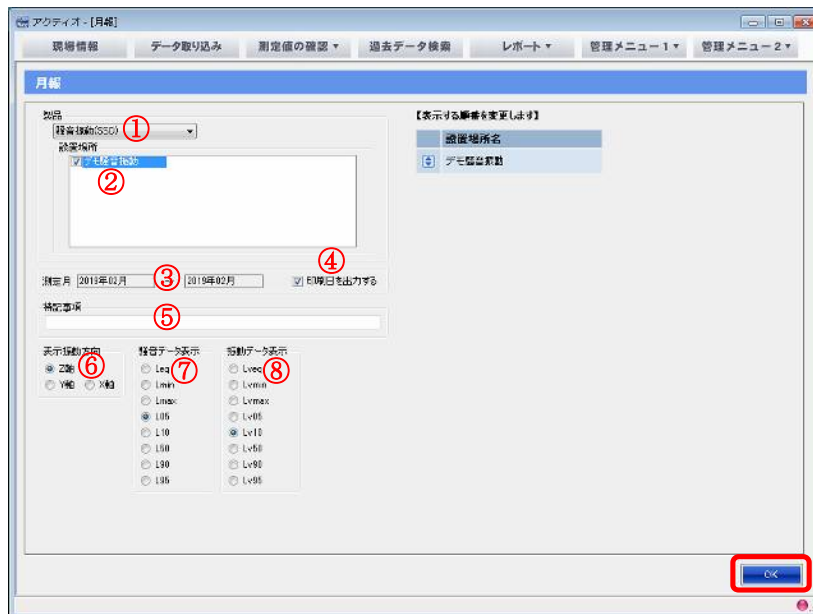 アクティオ - [月報]
現場情報 データ取り込み 測定値の確認 ▼ 過去データ検索 レポート ▼ 管理メニュー1 ▼ 管理メニュー2 ▼
月報
製品
騒音振動(SSD) ①
設置場所
デモ騒音振動
②
【表示する順番を変更します】
設置場所名
デモ騒音振動
測定月 2019年02月 ③ 2019年02月 ④ 印刷日を出力する
特記事項
⑤
表示振動方向 ⑥
Z軸
Y軸 X軸
騒音データ表示 ⑦
Leq
Lmin
Lmax
L05
L10
L50
L90
L95
振動データ表示 ⑧
Lveq
Lvmin
Lvmax
Lv05
Lv10
Lv50
Lv90
Lv95
OK